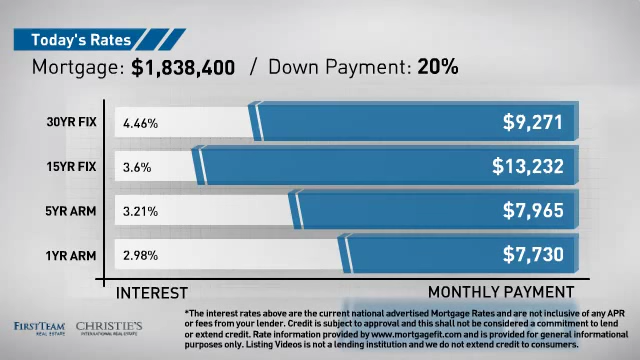 Today's Rates
Mortgage: $1,838,400 / Down Payment: 20%
30YR FIX 4.46% $9,271
15YR FIX 3.6% $13,232
5YR ARM 3.21% $7,965
1YR ARM 2.98% $7,730
INTEREST MONTHLY PAYMENT
FIRSTTEAM REAL ESTATE
CHRISTIE'S INTERNATIONAL REAL ESTATE
*The interest rates above are the current national advertised Mortgage Rates and are not inclusive of any APR
or fees from your lender. Credit is subject to approval and this shall not be considered a commitment to lend
or extend credit. Rate information provided by www.mortgagefit.com and is provided for general informational
purposes only. Listing Videos is not a lending institution and we do not extend credit to consumers.